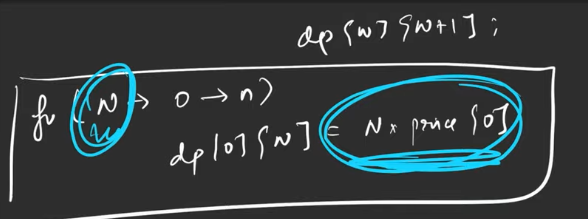 dp[N][N+1];
for (N → 0 → n)
dp[0][N] = N x price[0]